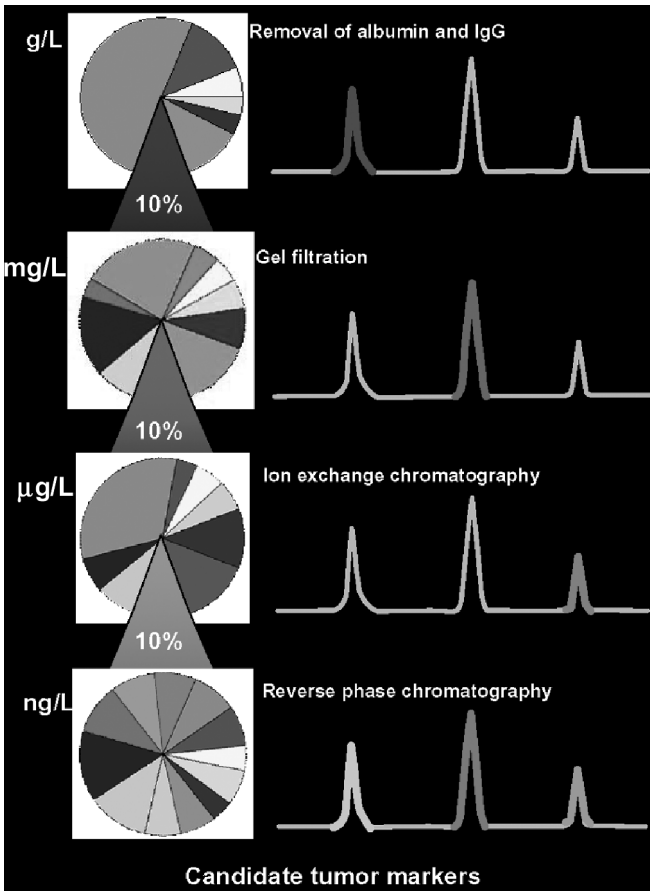 g/L
Removal of albumin and IgG
10%
mg/L
Gel filtration
10%
μg/L
Ion exchange chromatography
10%
ng/L
Reverse phase chromatography
Candidate tumor markers